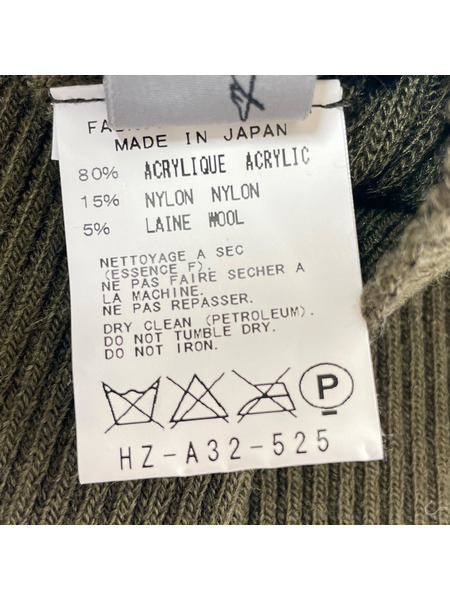 MADE IN JAPAN
80% ACRYLIQUE ACRYLIC
15% NYLON NYLON
5% LAINE WOOL
NETTOYAGE A SEC
(ESSENCE F).
NE PAS FAIRE SECHER A
LA MACHINE.
NE PAS REPASSER.
DRY CLEAN (PETROLEUM).
DO NOT TUMBLE DRY.
DO NOT IRON.
P
HZ-A32-525